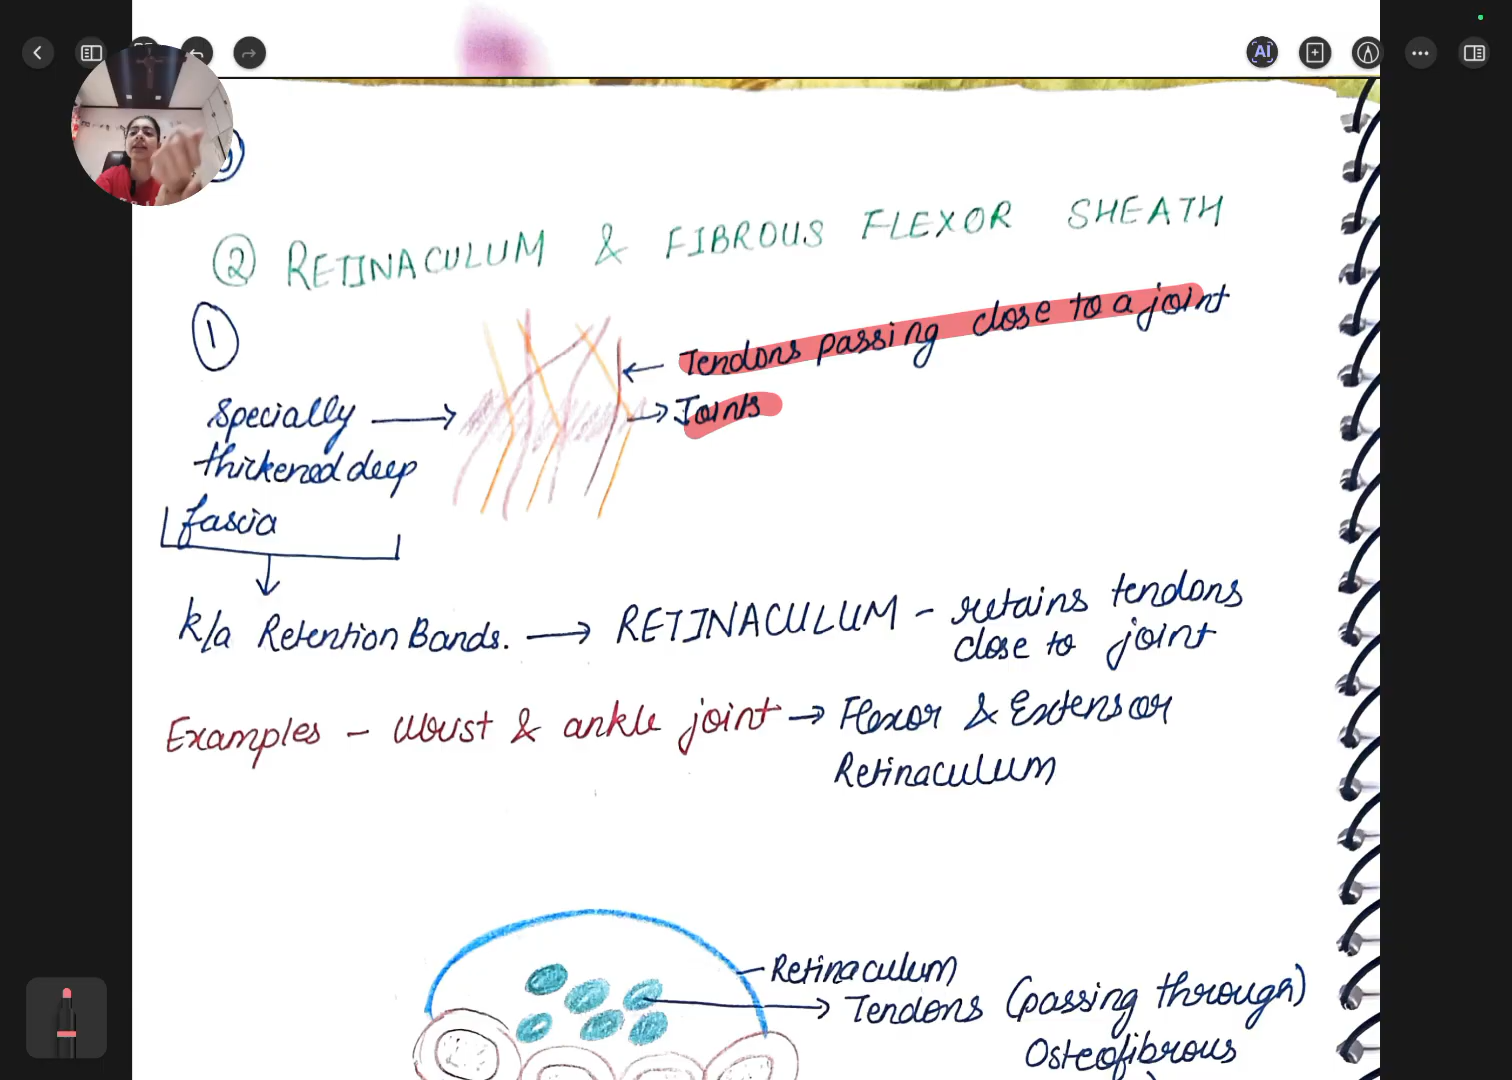 AI
② RETINACULUM & FIBROUS FLEXOR SHEATH
①
← Tendons passing close to a joint
→ Joints
Specially →
thickened deep
fascia
k/a Retention Bands. → RETINACULUM - retains tendons
close to joint
Examples - Wrist & ankle joint → Flexor & Extensor
Retinaculum
Retinaculum
→ Tendons (passing through)
Osteofibrous